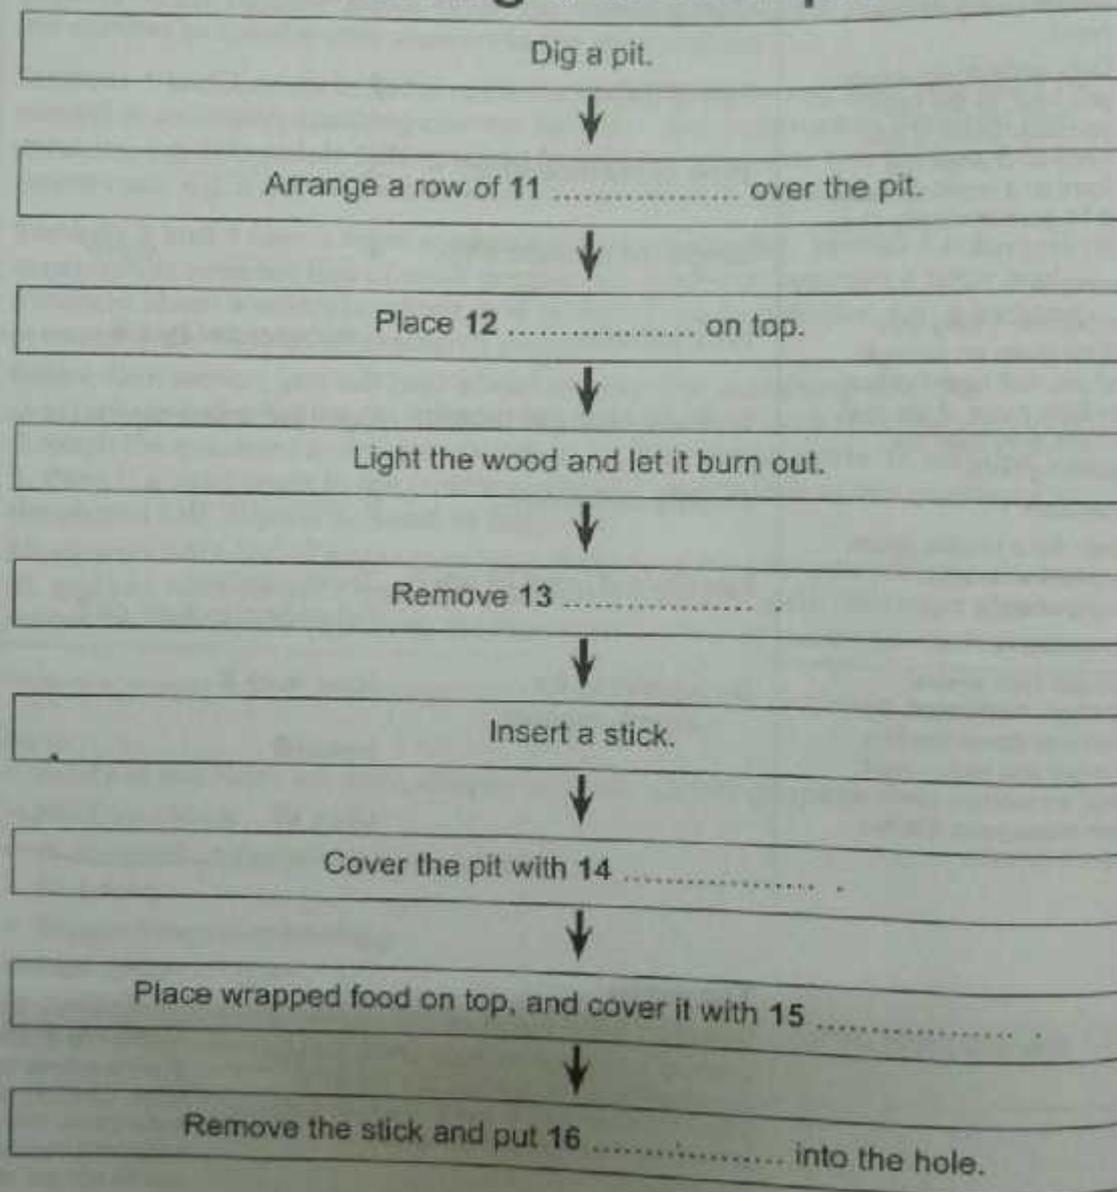 Dig a pit.
Arrange a row of 11 .................... over the pit.
Place 12 .................... on top.
Light the wood and let it burn out.
Remove 13 .................... .
Insert a stick.
Cover the pit with 14 .................... .
Place wrapped food on top, and cover it with 15 .................... .
Remove the stick and put 16 .................... into the hole.